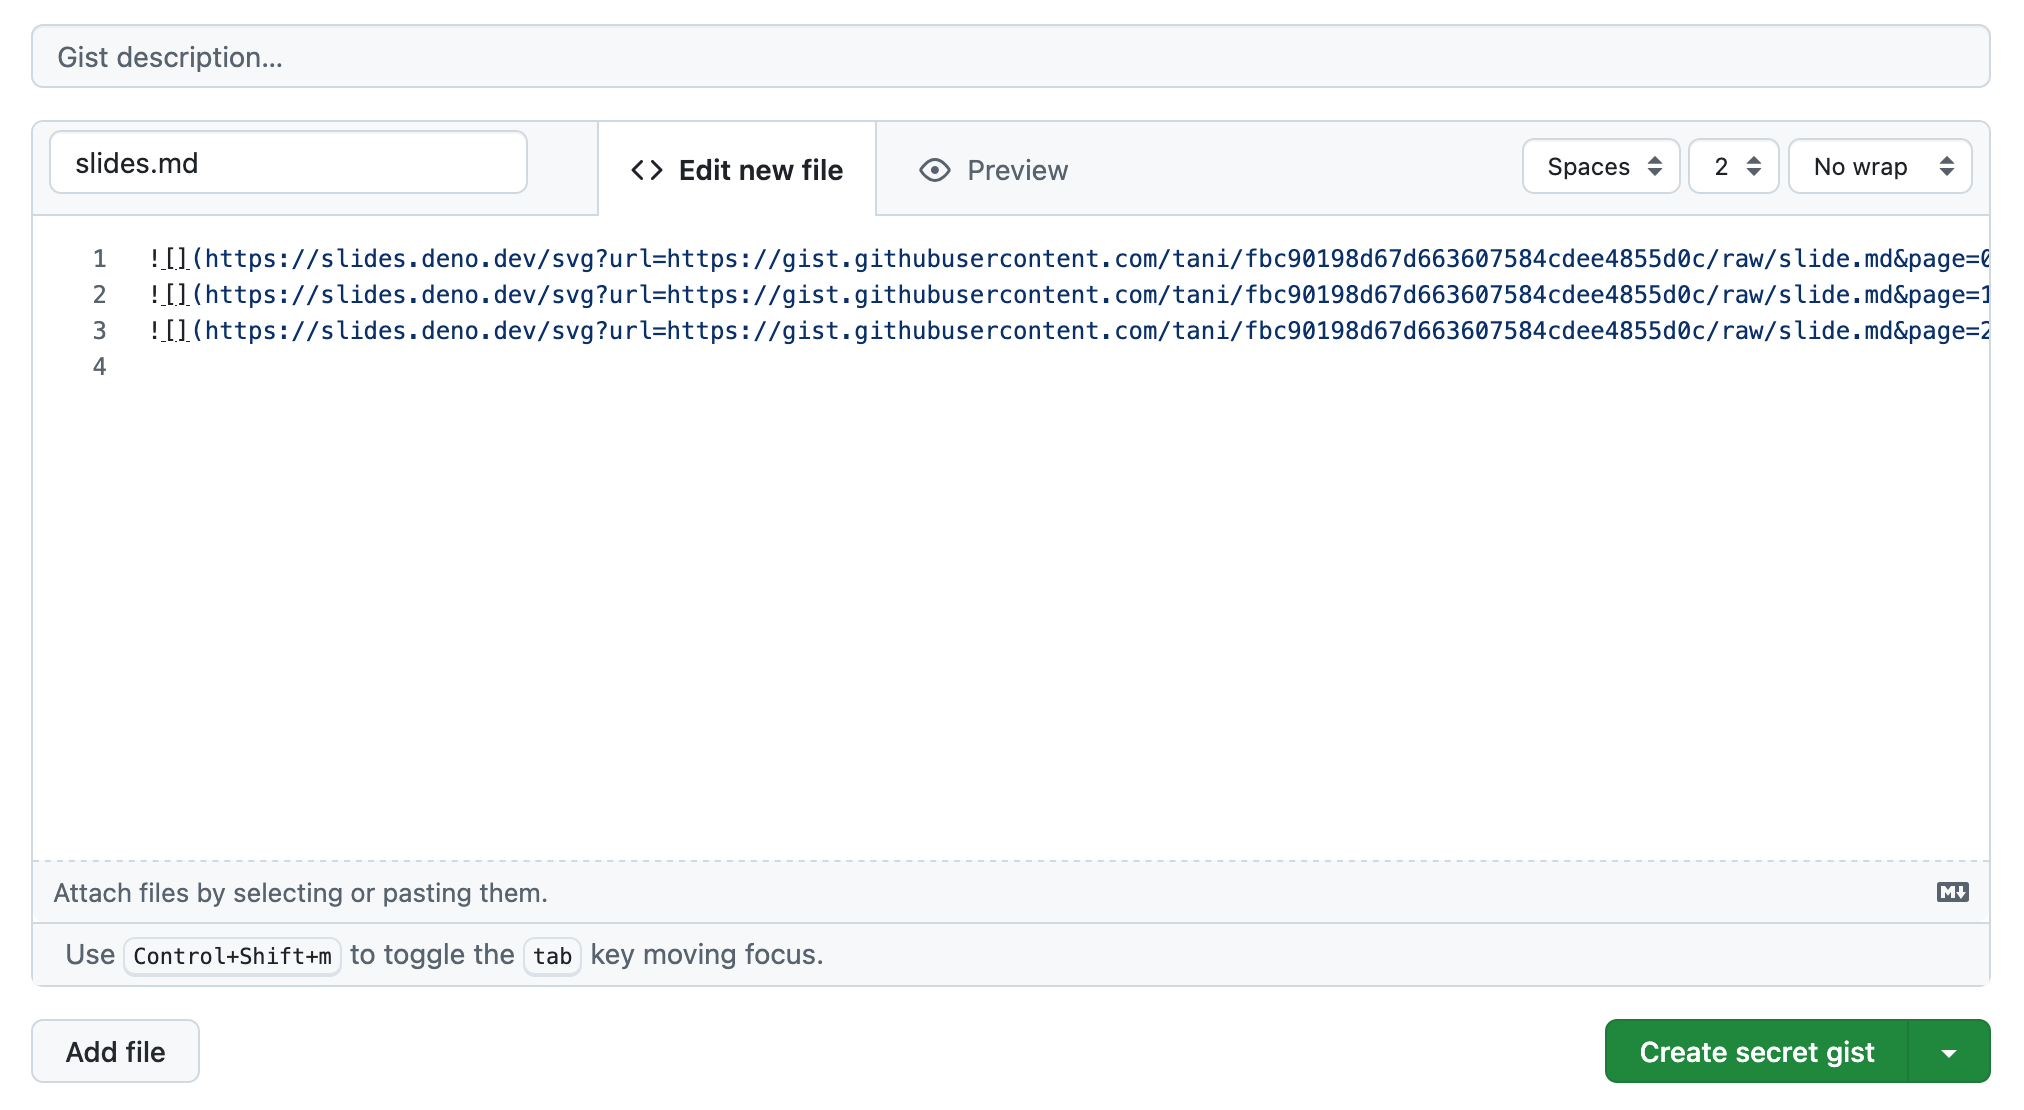 Gist description...
slides.md
Edit new file
Preview
Spaces
2
No wrap
1 ![](https://slides.deno.dev/svg?url=https://gist.githubusercontent.com/tani/fbc90198d67d663607584cdee4855d0c/raw/slide.md&page=0
2 ![](https://slides.deno.dev/svg?url=https://gist.githubusercontent.com/tani/fbc90198d67d663607584cdee4855d0c/raw/slide.md&page=1
3 ![](https://slides.deno.dev/svg?url=https://gist.githubusercontent.com/tani/fbc90198d67d663607584cdee4855d0c/raw/slide.md&page=2
4
Attach files by selecting or pasting them.
M
Use Control+Shift+m to toggle the tab key moving focus.
Add file
Create secret gist